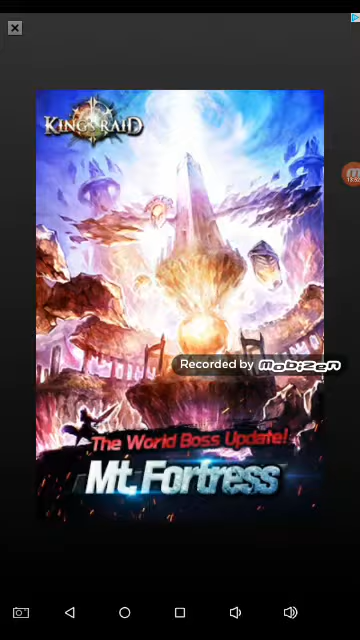 KING'S RAID
Recorded by MOBIZEN
The World Boss Update!
Mt. Fortress